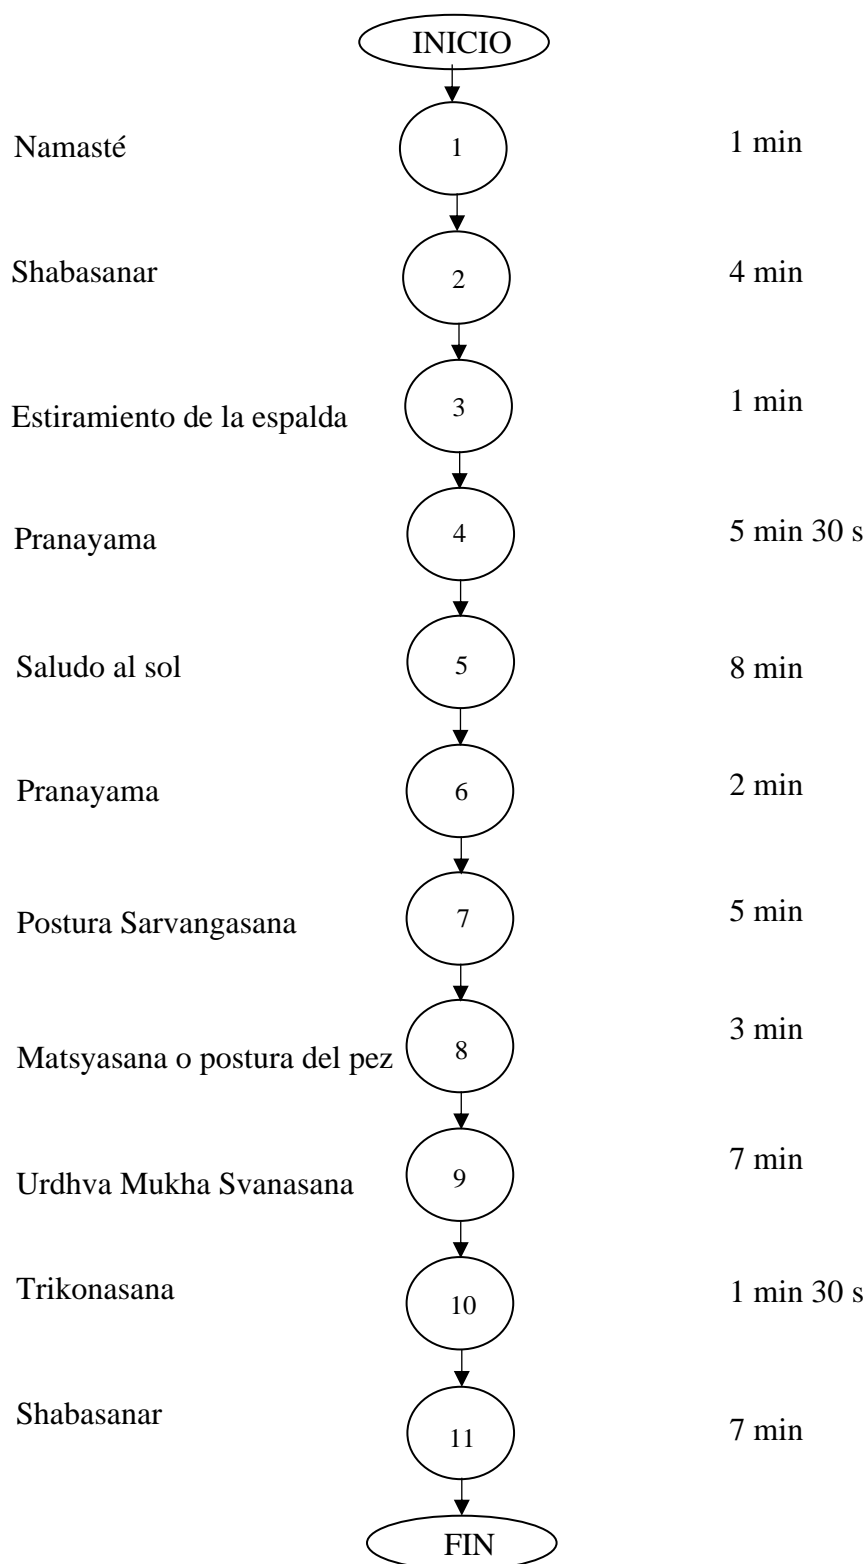 INICIO
Namasté 1 1 min
Shabasanar 2 4 min
Estiramiento de la espalda 3 1 min
Pranayama 4 5 min 30 s
Saludo al sol 5 8 min
Pranayama 6 2 min
Postura Sarvangasana 7 5 min
Matsyasana o postura del pez 8 3 min
Urdhva Mukha Svanasana 9 7 min
Trikonasana 10 1 min 30 s
Shabasanar 11 7 min
FIN